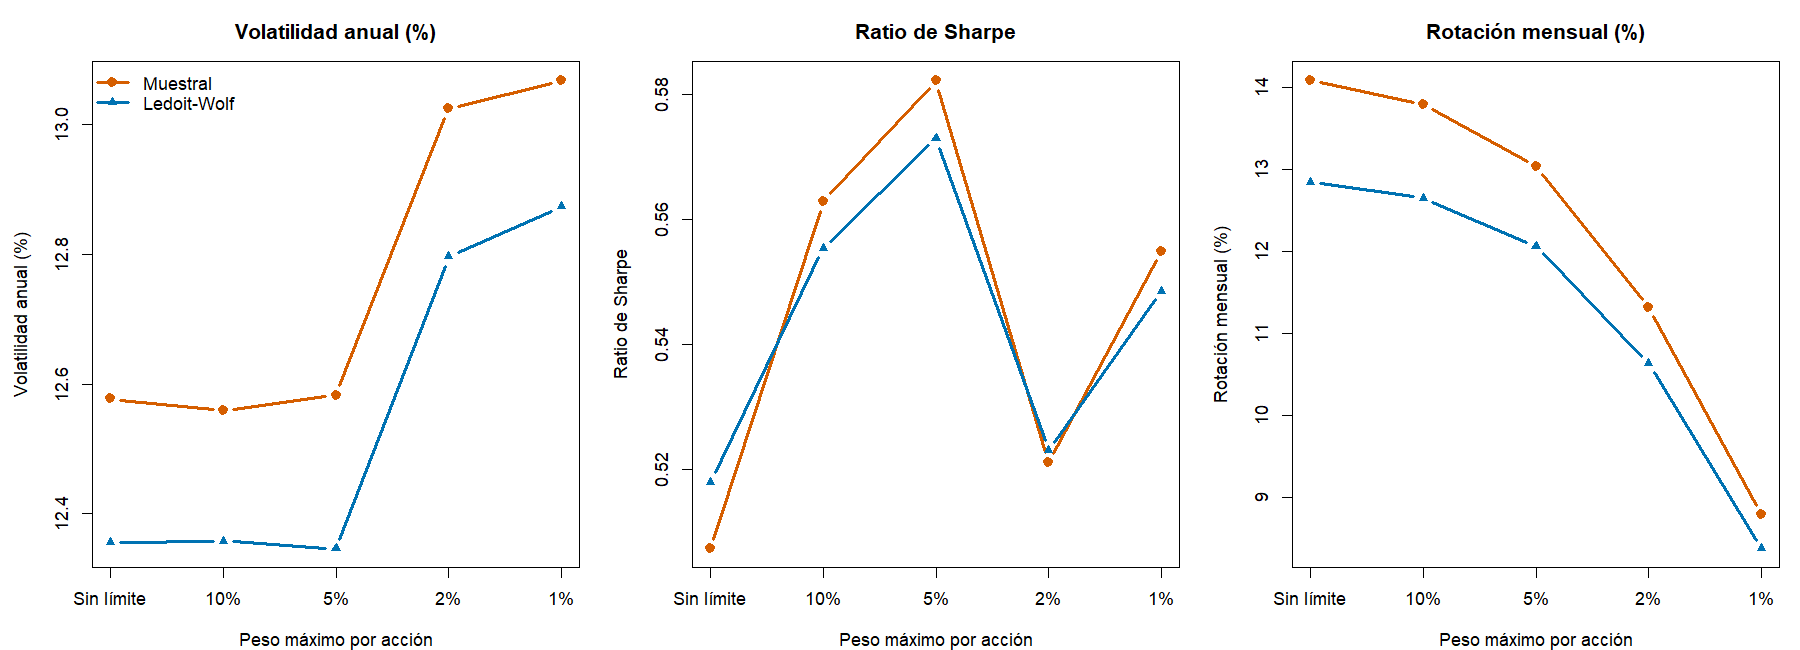 Volatilidad anual (%)
Muestral
Ledoit-Wolf
Volatilidad anual (%)
13.0
12.8
12.6
12.4
Sin límite 10% 5% 2% 1%
Peso máximo por acción
Ratio de Sharpe
Ratio de Sharpe
0.58
0.56
0.54
0.52
Sin límite 10% 5% 2% 1%
Peso máximo por acción
Rotación mensual (%)
Rotación mensual (%)
14
13
12
11
10
9
Sin límite 10% 5% 2% 1%
Peso máximo por acción